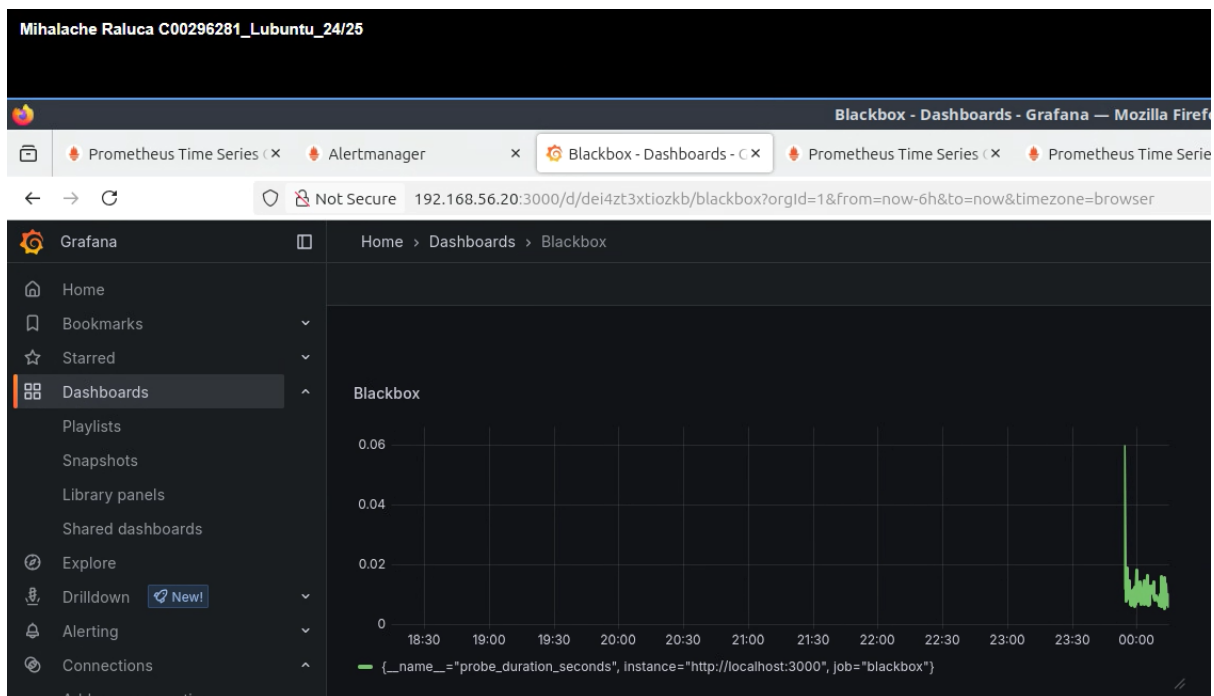 Mihalache Raluca C00296281_Lubuntu_24/25
Blackbox - Dashboards - Grafana — Mozilla Firef
Prometheus Time Series
Alertmanager
Blackbox - Dashboards - G
Prometheus Time Series
Prometheus Time Serie
Not Secure 192.168.56.20:3000/d/dei4zt3xtiozkb/blackbox?orgId=1&from=now-6h&to=now&timezone=browser
Grafana
Home › Dashboards › Blackbox
Home
Bookmarks
Starred
Dashboards
Playlists
Snapshots
Library panels
Shared dashboards
Explore
Drilldown New!
Alerting
Connections
Blackbox
0.06
0.04
0.02
0
18:30 19:00 19:30 20:00 20:30 21:00 21:30 22:00 22:30 23:00 23:30 00:00
{__name__="probe_duration_seconds", instance="http://localhost:3000", job="blackbox"}